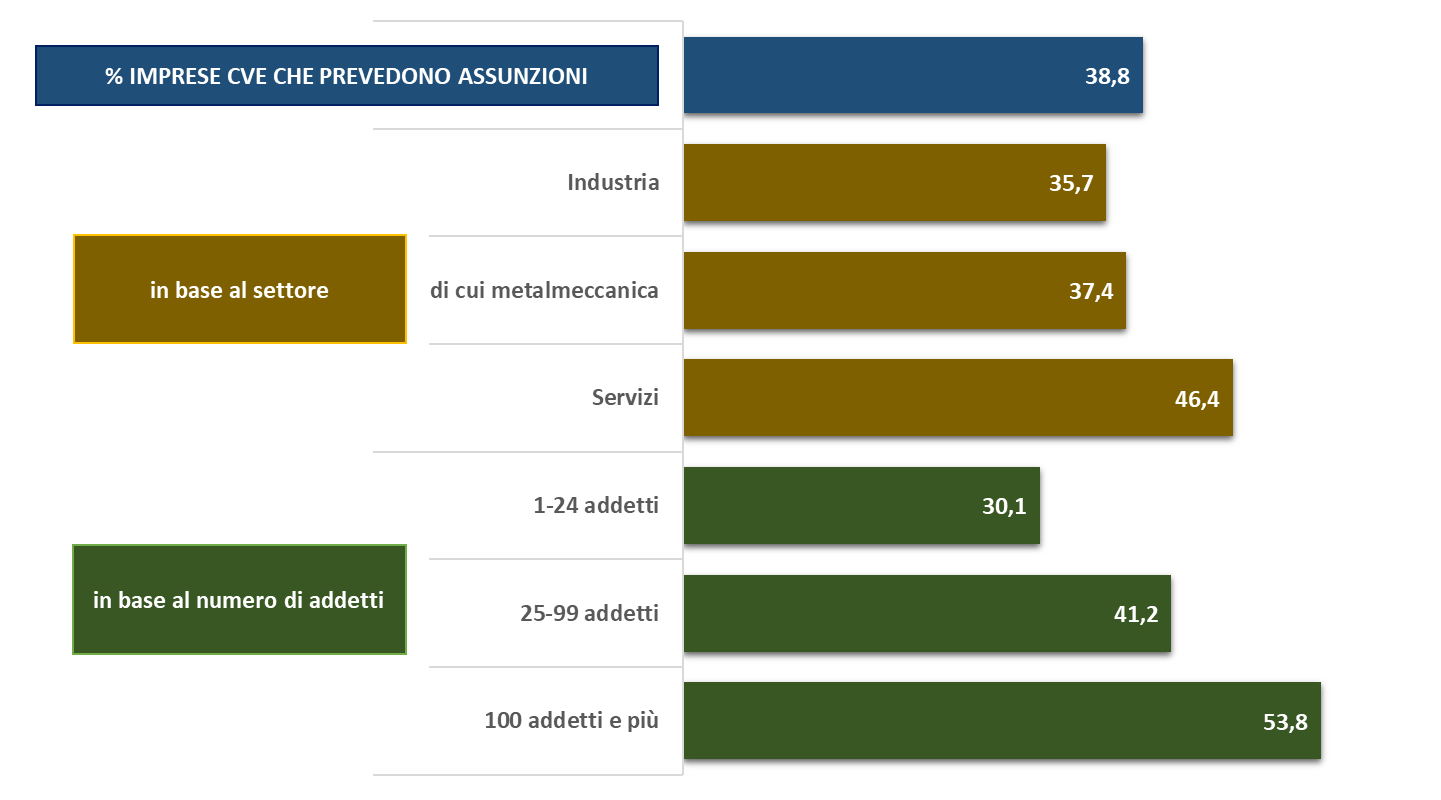 % IMPRESE CVE CHE PREVEDONO ASSUNZIONI
38,8
Industria
35,7
in base al settore
di cui metalmeccanica
37,4
Servizi
46,4
1-24 addetti
30,1
in base al numero di addetti
25-99 addetti
41,2
100 addetti e più
53,8